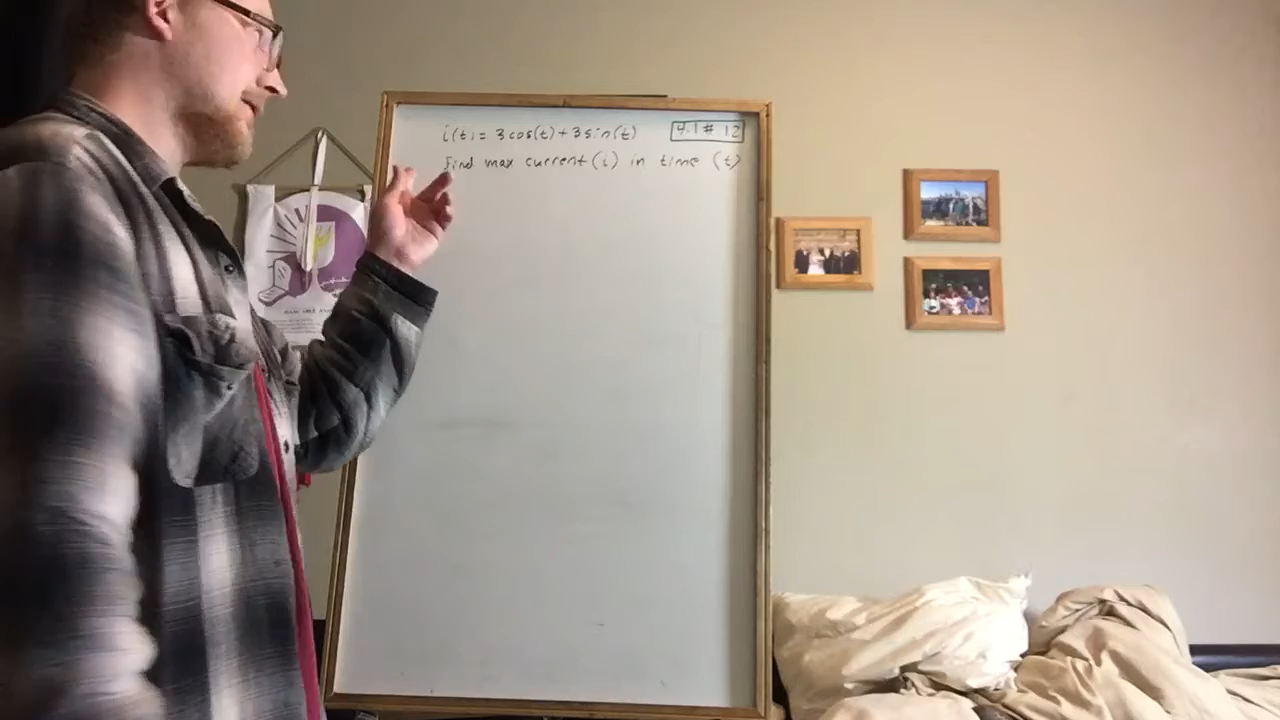 i(t) = 3cos(t)+3sin(t)
4.1 # 12
Find max current (i) in time (t)